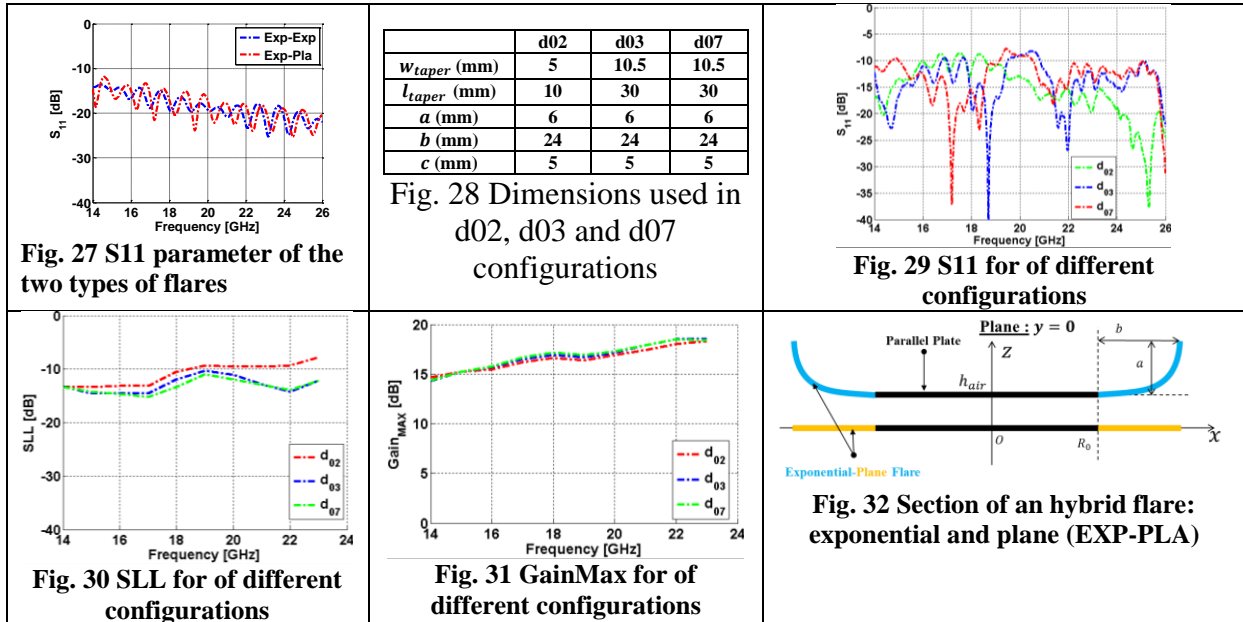 0
-10
-20
-30
-40
14 16 18 20 22 24 26
S11 [dB]
Frequency [GHz]
Exp-Exp
Exp-Pla
Fig. 27 S11 parameter of the
two types of flares
d02 d03 d07
w_taper (mm) 5 10.5 10.5
l_taper (mm) 10 30 30
a (mm) 6 6 6
b (mm) 24 24 24
c (mm) 5 5 5
Fig. 28 Dimensions used in
d02, d03 and d07
configurations
0
-5
-10
-15
-20
-25
-30
-35
-40
14 16 18 20 22 24 26
S11 [dB]
Frequency [GHz]
d02
d03
d07
Fig. 29 S11 for of different
configurations
0
-10
-20
-30
-40
14 16 18 20 22 24
SLL [dB]
Frequency [GHz]
d02
d03
d07
Fig. 30 SLL for of different
configurations
20
15
10
5
0
14 16 18 20 22 24
GainMAX [dB]
Frequency [GHz]
d02
d03
d07
Fig. 31 GainMax for of
different configurations
Plane : y = 0
Parallel Plate
z
b
a
h_air
O
R0
x
Exponential-Plane Flare
Fig. 32 Section of an hybrid flare:
exponential and plane (EXP-PLA)